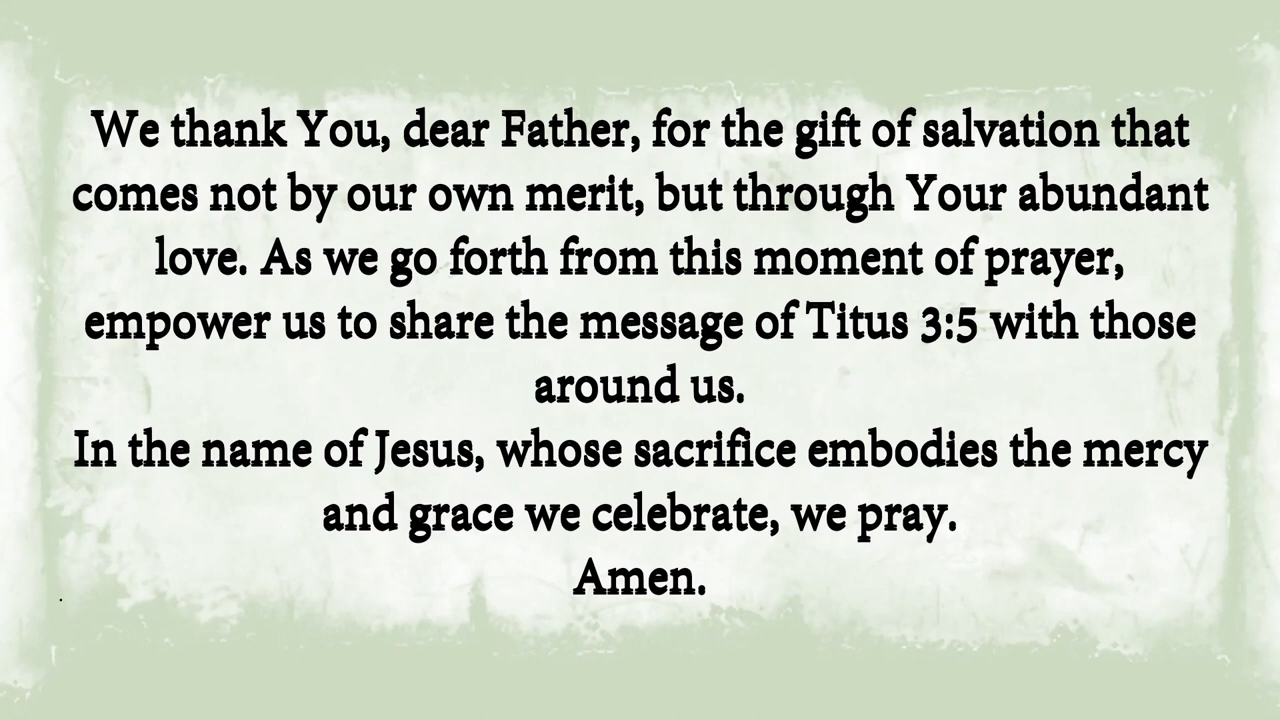 We thank You, dear Father, for the gift of salvation that
comes not by our own merit, but through Your abundant
love. As we go forth from this moment of prayer,
empower us to share the message of Titus 3:5 with those
around us.
In the name of Jesus, whose sacrifice embodies the mercy
and grace we celebrate, we pray.
Amen.
.